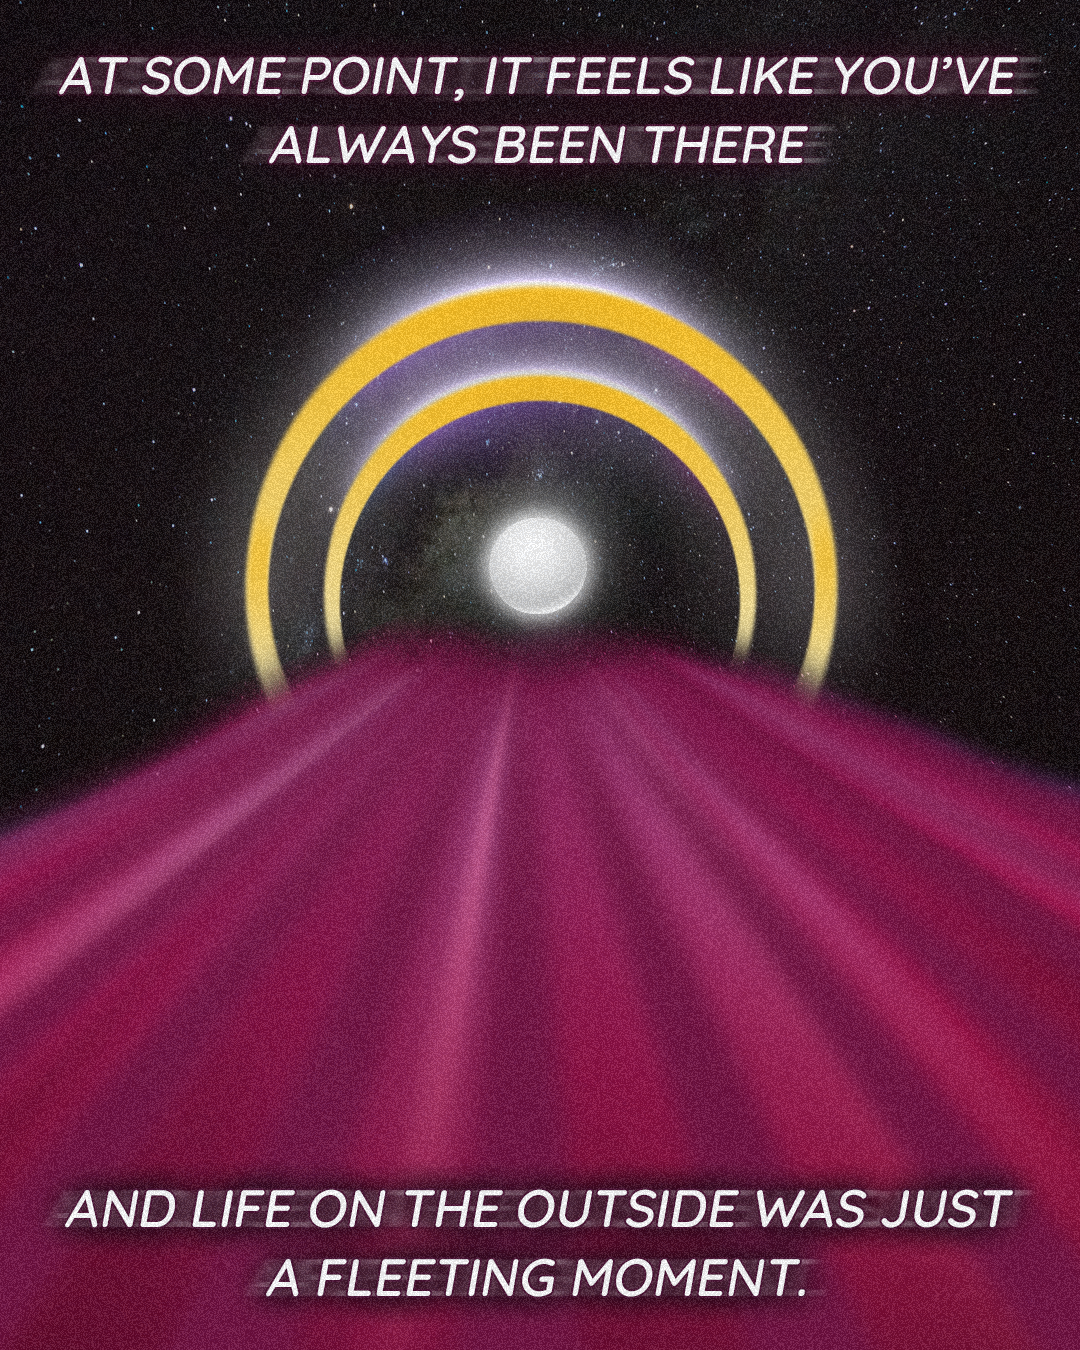 AT SOME POINT, IT FEELS LIKE YOU’VE
ALWAYS BEEN THERE
AND LIFE ON THE OUTSIDE WAS JUST
A FLEETING MOMENT.